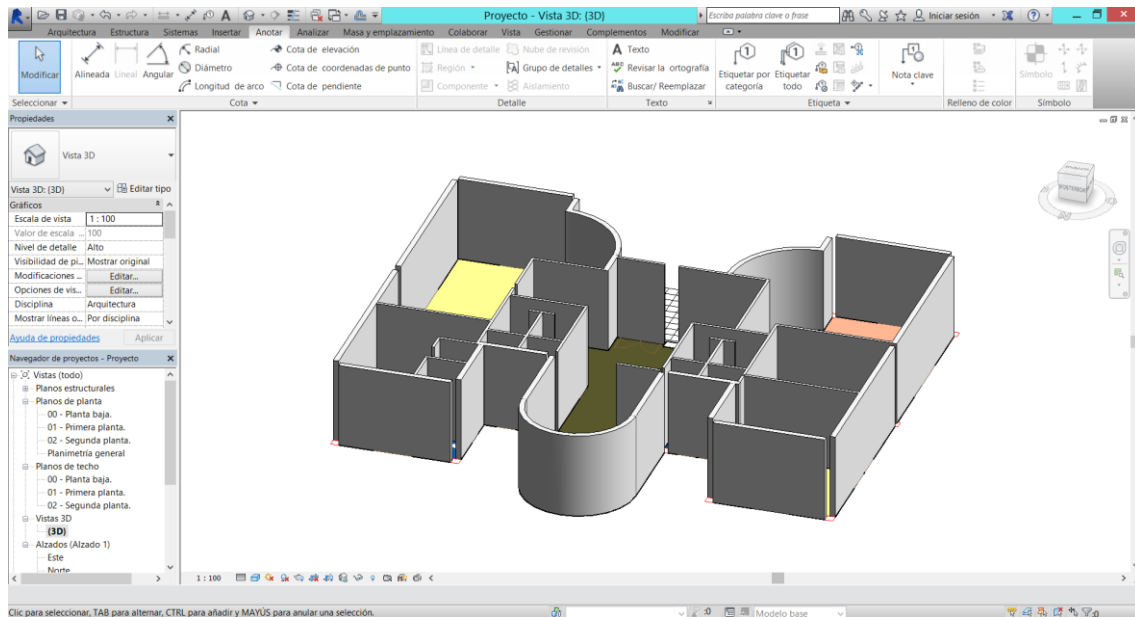 Proyecto - Vista 3D: {3D}
Escriba palabra clave o frase
Iniciar sesión
Arquitectura Estructura Sistemas Insertar Anotar Analizar Masa y emplazamiento Colaborar Vista Gestionar Complementos Modificar
Modificar
Alineada Lineal Angular
Radial
Diámetro
Longitud de arco
Cota de elevación
Cota de coordenadas de punto
Cota de pendiente
Línea de detalle
Región
Componente
Nube de revisión
Grupo de detalles
Aislamiento
A Texto
ABC Revisar la ortografía
Buscar/ Reemplazar
Etiquetar por categoría
Etiquetar todo
Nota clave
Símbolo
Seleccionar Cota Detalle Texto Etiqueta Relleno de color Símbolo
Propiedades
Vista 3D
Vista 3D: {3D} Editar tipo
Gráficos
Escala de vista 1 : 100
Valor de escala ... 100
Nivel de detalle Alto
Visibilidad de pi... Mostrar original
Modificaciones ... Editar...
Opciones de vis... Editar...
Disciplina Arquitectura
Mostrar líneas o... Por disciplina
Ayuda de propiedades Aplicar
Navegador de proyectos - Proyecto
Vistas (todo)
Planos estructurales
Planos de planta
00 - Planta baja.
01 - Primera planta.
02 - Segunda planta.
Planimetría general
Planos de techo
00 - Planta baja.
01 - Primera planta.
02 - Segunda planta.
Vistas 3D
{3D}
Alzados (Alzado 1)
Este
Norte
POSTERIOR
1 : 100
Clic para seleccionar, TAB para alternar, CTRL para añadir y MAYÚS para anular una selección.
:0
Modelo base
:0